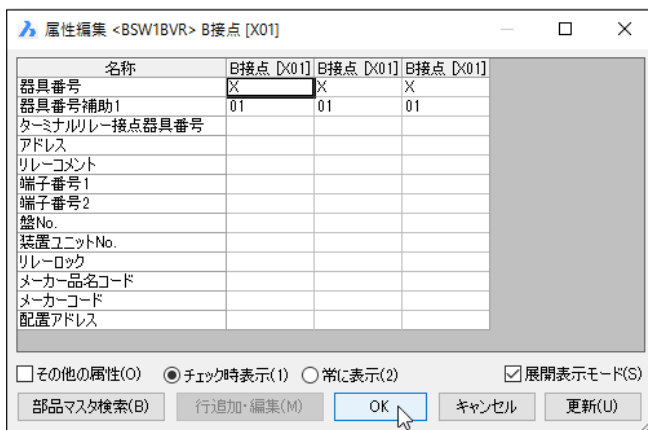 属性編集 <BSW1BVR> B接点 [X01]
名称 B接点 [X01] B接点 [X01] B接点 [X01]
器具番号 X X X
器具番号補助1 01 01 01
ターミナルリレー接点器具番号
アドレス
リレーコメント
端子番号1
端子番号2
盤No.
装置ユニットNo.
リレーロック
メーカー品名コード
メーカーコード
配置アドレス
その他の属性(O) チェック時表示(1) 常に表示(2) 展開表示モード(S)
部品マスタ検索(B) 行追加・編集(M) OK キャンセル 更新(U)